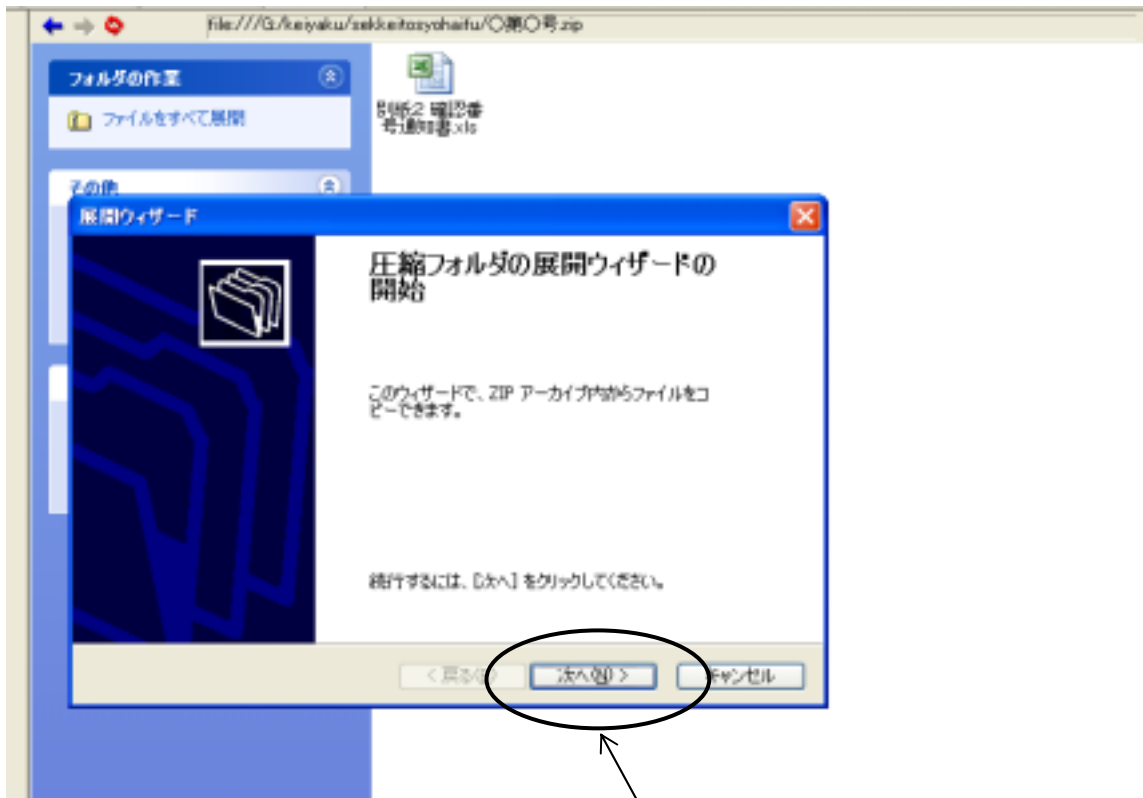 file:///G:/keiyaku/sekkeitosyohaifu/○第○号.zip
フォルダの作業
ファイルをすべて展開
別紙2 確認番
号通知書.xls
その他
展開ウィザード
圧縮フォルダの展開ウィザードの
開始
このウィザードで、ZIP アーカイブ内からファイルをコ
ピーできます。
続行するには、[次へ] をクリックしてください。
< 戻る(B)
次へ(N) >
キャンセル